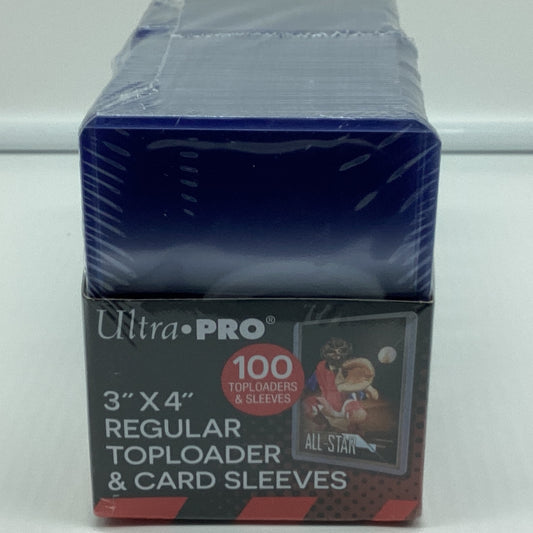 Ultra•PRO®
100
TOPLOADERS
& SLEEVES
3" X 4"
REGULAR
TOPLOADER
& CARD SLEEVES
ALL-STAR